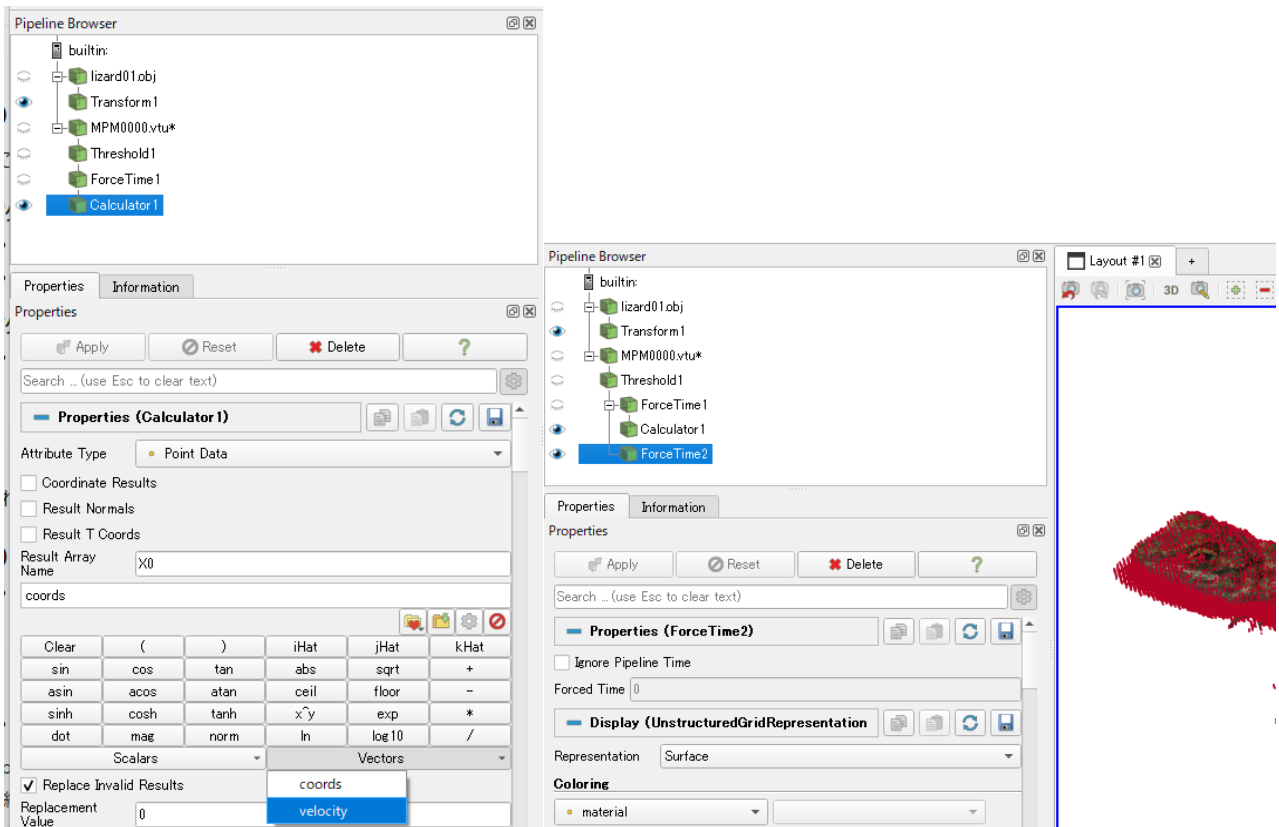 Pipeline Browser
builtin:
lizard01.obj
Transform1
MPM0000.vtu*
Threshold1
ForceTime1
Calculator1
Properties Information
Properties
Apply Reset Delete ?
Search ... (use Esc to clear text)
Properties (Calculator1)
Attribute Type Point Data
Coordinate Results
Result Normals
Result T Coords
Result Array Name X0
coords
Clear ( ) iHat jHat kHat
sin cos tan abs sqrt +
asin acos atan ceil floor -
sinh cosh tanh x^y exp *
dot mag norm ln log10 /
Scalars Vectors
Replace Invalid Results
coords
velocity
Replacement Value 0
Pipeline Browser
builtin:
lizard01.obj
Transform1
MPM0000.vtu*
Threshold1
ForceTime1
Calculator1
ForceTime2
Properties Information
Properties
Apply Reset Delete ?
Search ... (use Esc to clear text)
Properties (ForceTime2)
Ignore Pipeline Time
Forced Time 0
Display (UnstructuredGridRepresentation
Representation Surface
Coloring
material
Layout #1 +
3D